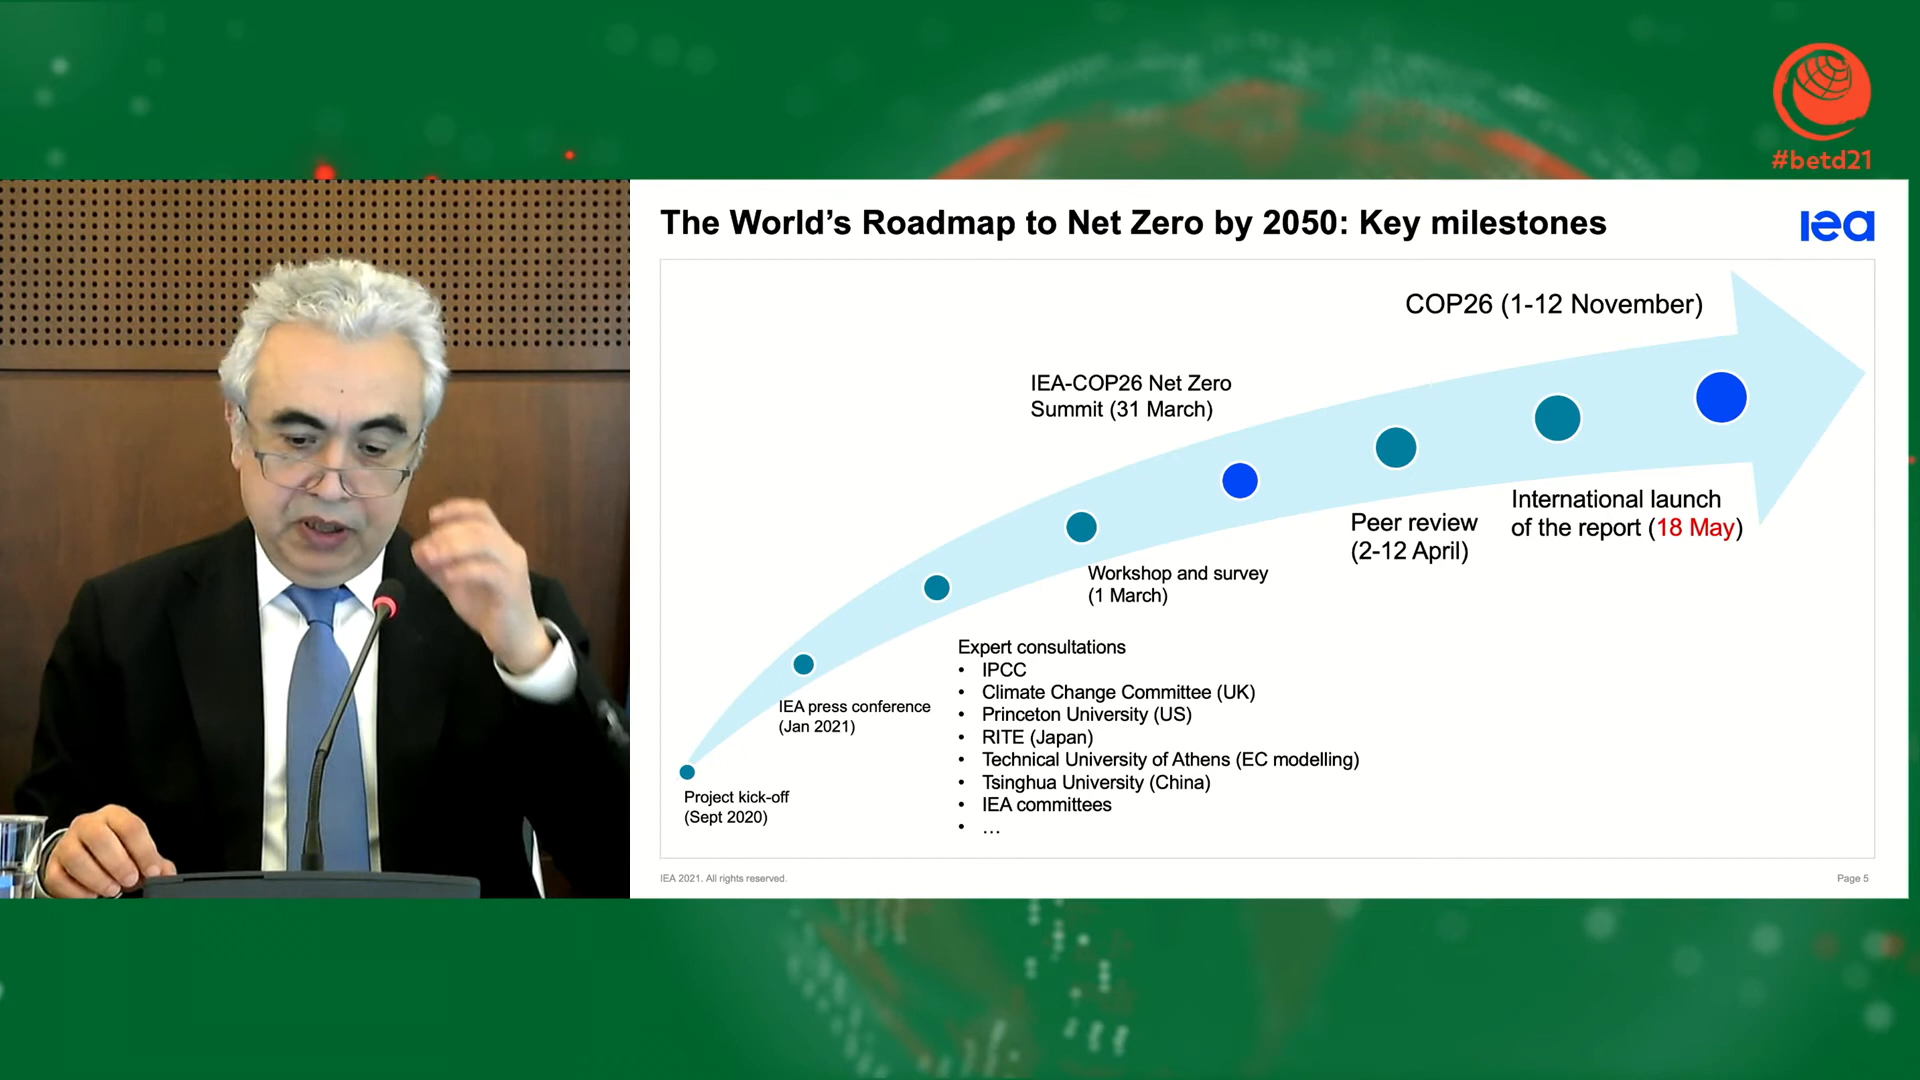 #betd21
The World's Roadmap to Net Zero by 2050: Key milestones
iea
COP26 (1-12 November)
IEA-COP26 Net Zero
Summit (31 March)
International launch
of the report (18 May)
Peer review
(2-12 April)
Workshop and survey
(1 March)
Expert consultations
• IPCC
• Climate Change Committee (UK)
• Princeton University (US)
• RITE (Japan)
• Technical University of Athens (EC modelling)
• Tsinghua University (China)
• IEA committees
• …
IEA press conference
(Jan 2021)
Project kick-off
(Sept 2020)
IEA 2021. All rights reserved.
Page 5